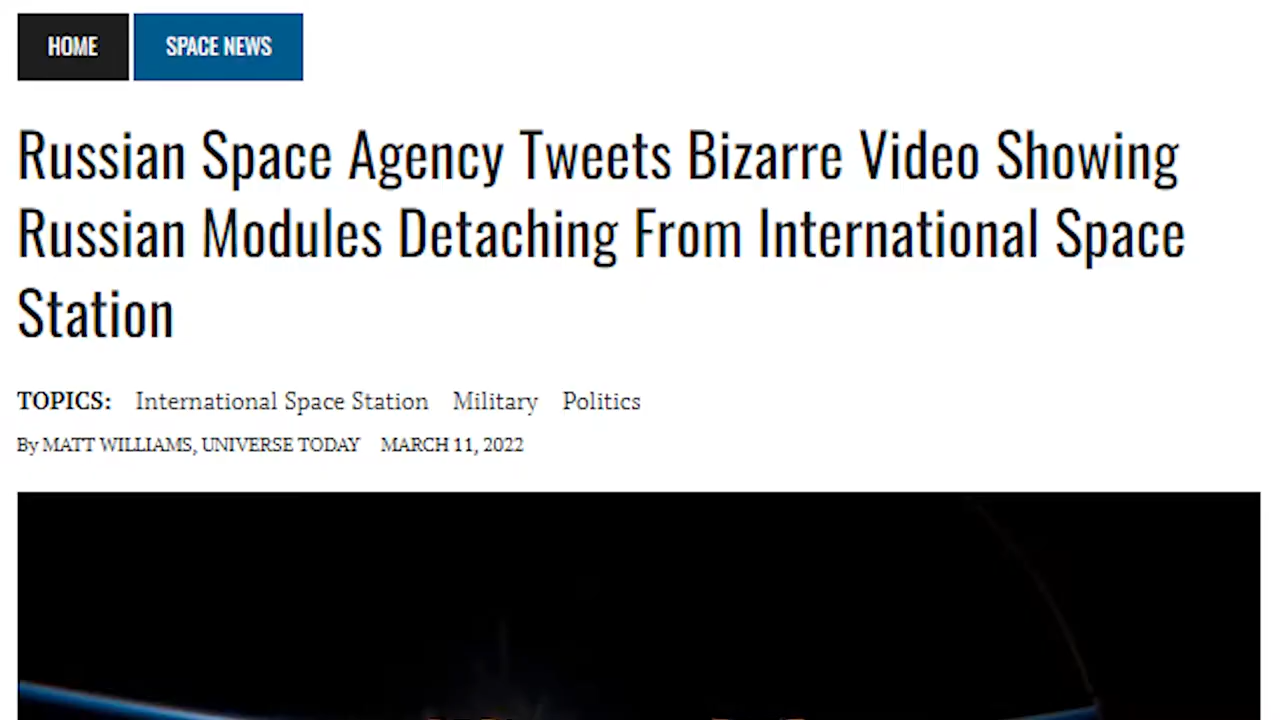 HOME SPACE NEWS
Russian Space Agency Tweets Bizarre Video Showing
Russian Modules Detaching From International Space
Station
TOPICS: International Space Station Military Politics
By MATT WILLIAMS, UNIVERSE TODAY MARCH 11, 2022